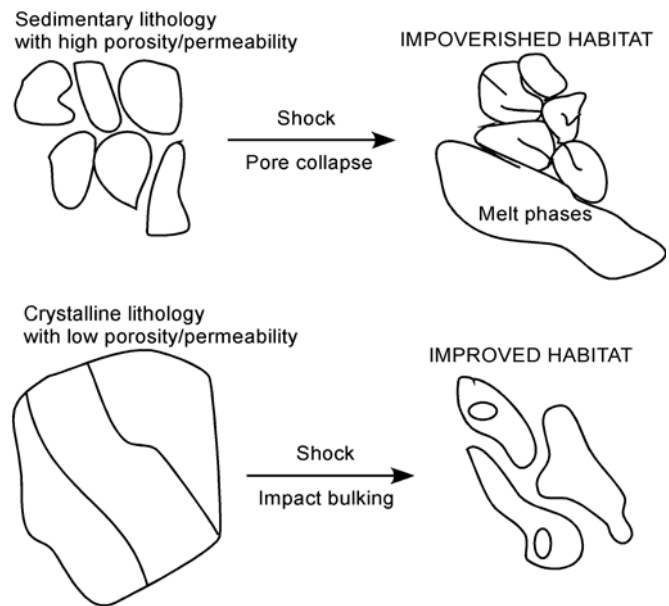 Sedimentary lithology
with high porosity/permeability
IMPOVERISHED HABITAT
Shock
Pore collapse
Melt phases
Crystalline lithology
with low porosity/permeability
IMPROVED HABITAT
Shock
Impact bulking